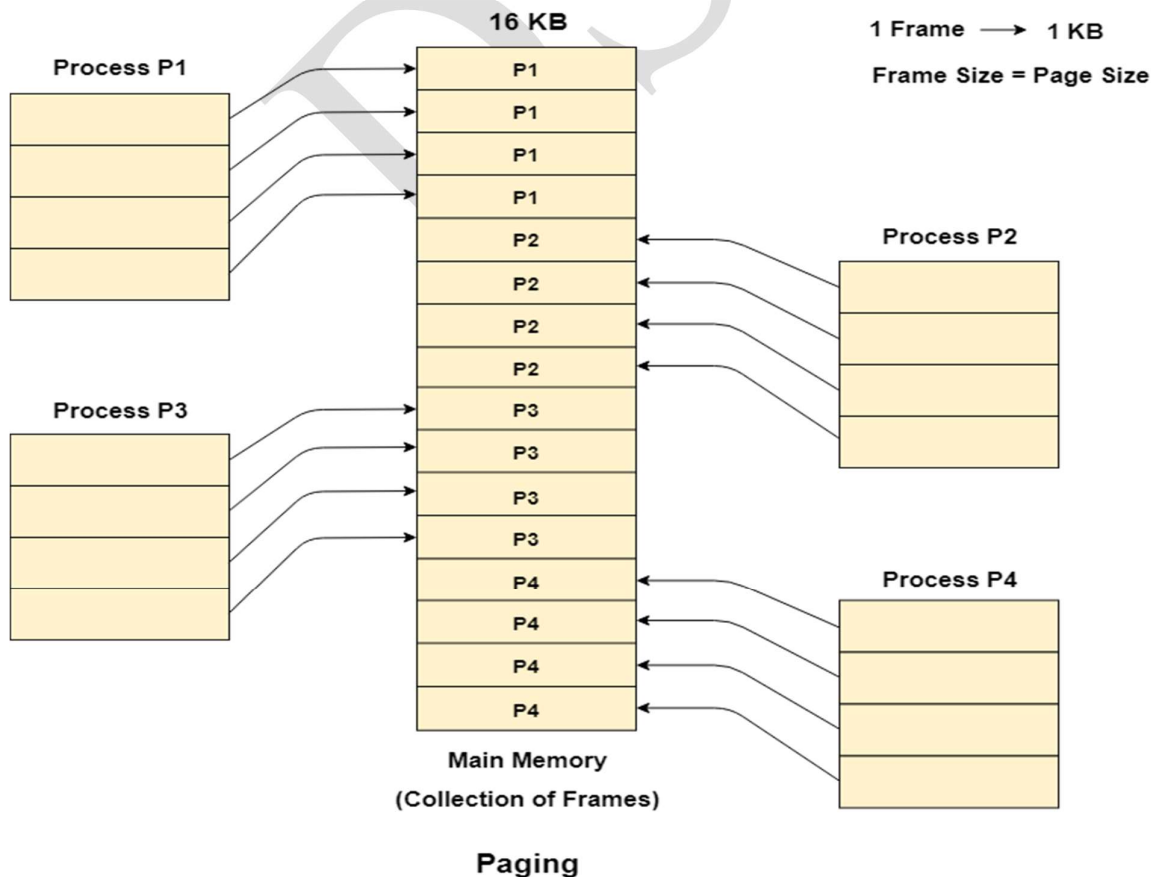 16 KB
1 Frame → 1 KB
Frame Size = Page Size
Process P1
P1
P1
P1
P1
P2
P2
P2
P2
P3
P3
P3
P3
P4
P4
P4
P4
Process P2
Process P3
Process P4
Main Memory
(Collection of Frames)
Paging